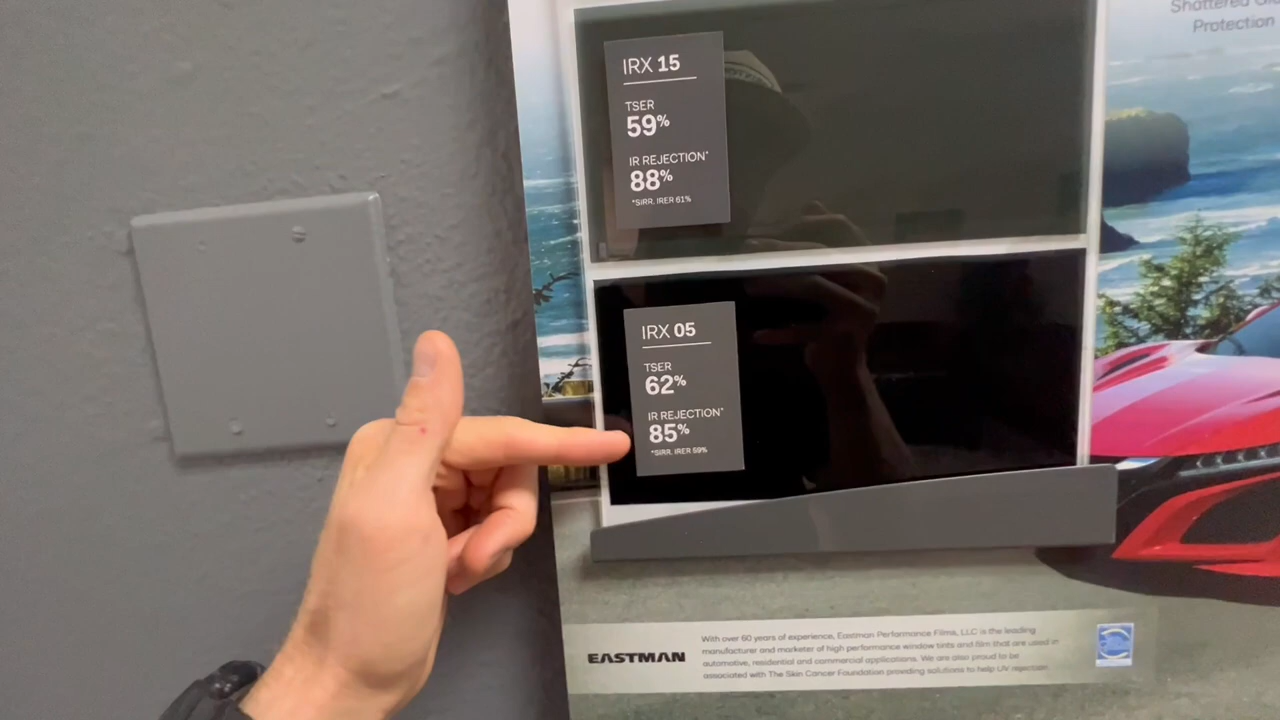 Shattered
Protection
IRX 15
TSER
59%
IR REJECTION*
88%
*SIRR. IRER 61%
IRX 05
TSER
62%
IR REJECTION*
85%
*SIRR. IRER 59%
EASTMAN
With over 60 years of experience, Eastman Performance Films, LLC is the leading
manufacturer and marketer of high performance window tints and film that are used in
automotive, residential and commercial applications. We are also proud to be
associated with The Skin Cancer Foundation providing solutions to help UV rejection.